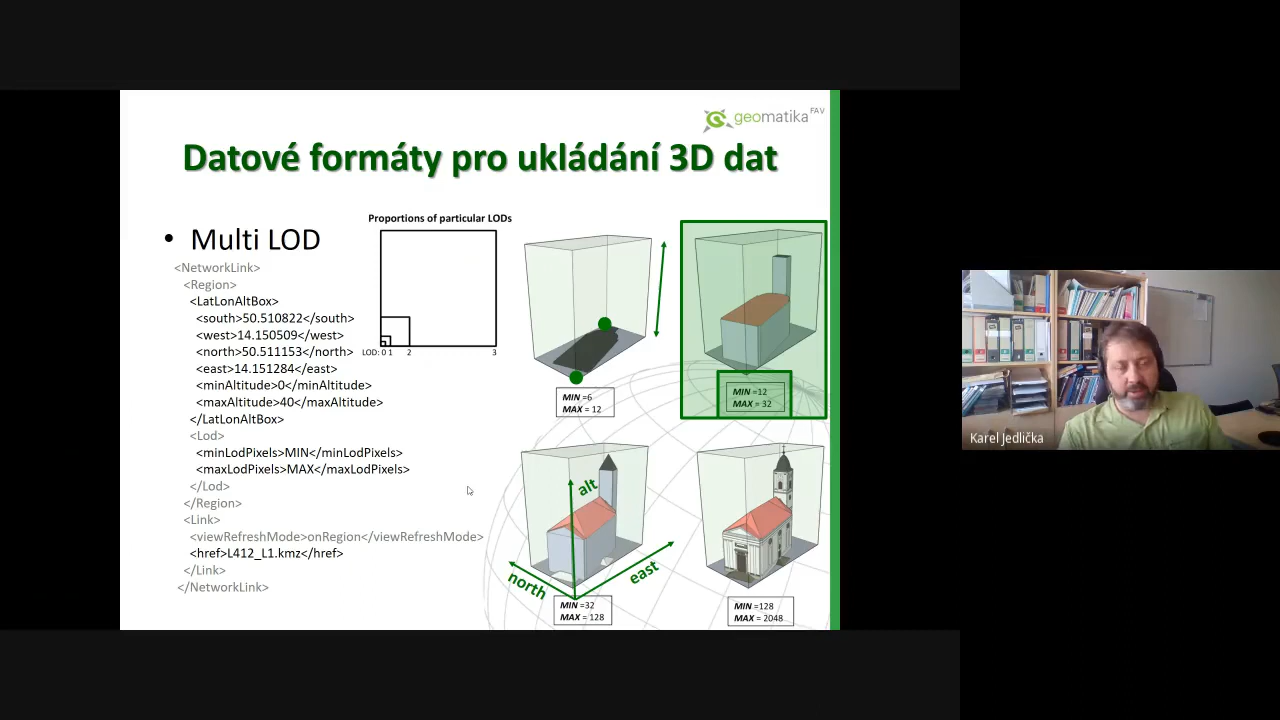 geomatika FAV
Datové formáty pro ukládání 3D dat
• Multi LOD
<NetworkLink>
<Region>
<LatLonAltBox>
<south>50.510822</south>
<west>14.150509</west>
<north>50.511153</north>
<east>14.151284</east>
<minAltitude>0</minAltitude>
<maxAltitude>40</maxAltitude>
</LatLonAltBox>
<Lod>
<minLodPixels>MIN</minLodPixels>
<maxLodPixels>MAX</maxLodPixels>
</Lod>
</Region>
<Link>
<viewRefreshMode>onRegion</viewRefreshMode>
<href>L412_L1.kmz</href>
</Link>
</NetworkLink>
Proportions of particular LODs
LOD: 0 1 2 3
MIN =6
MAX = 12
MIN =12
MAX = 32
alt
north
east
MIN =32
MAX = 128
MIN =128
MAX = 2048
Karel Jedlička